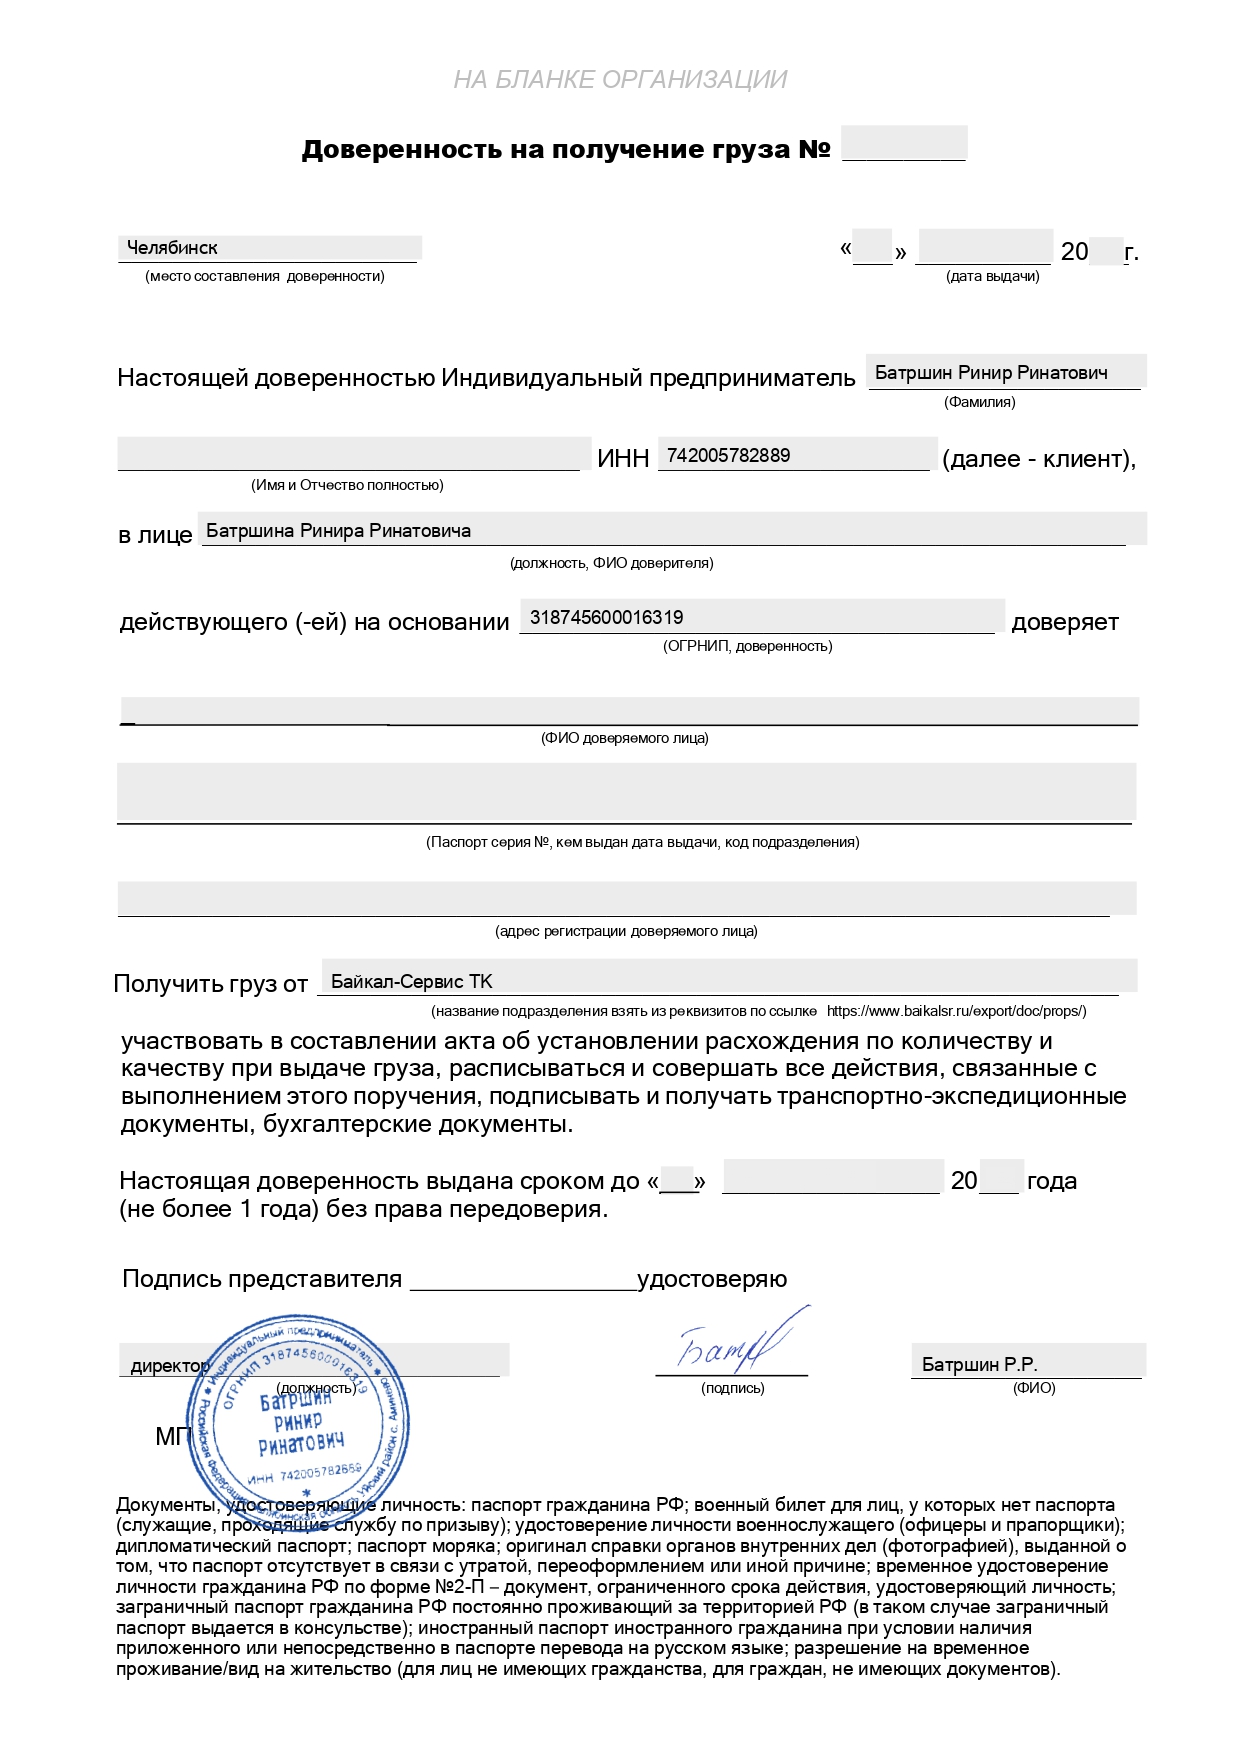 НА БЛАНКЕ ОРГАНИЗАЦИИ
Доверенность на получение груза №
Челябинск
(место составления доверенности)
« » 20 г.
(дата выдачи)
Настоящей доверенностью Индивидуальный предприниматель Батршин Ринир Ринатович
(Фамилия)
ИНН 742005782889 (далее - клиент),
(Имя и Отчество полностью)
в лице Батршина Ринира Ринатовича
(должность, ФИО доверителя)
действующего (-ей) на основании 318745600016319 доверяет
(ОГРНИП, доверенность)
(ФИО доверяемого лица)
(Паспорт серия №, кем выдан дата выдачи, код подразделения)
(адрес регистрации доверяемого лица)
Получить груз от Байкал-Сервис ТК
(название подразделения взять из реквизитов по ссылке https://www.baikalsr.ru/export/doc/props/)
участвовать в составлении акта об установлении расхождения по количеству и
качеству при выдаче груза, расписываться и совершать все действия, связанные с
выполнением этого поручения, подписывать и получать транспортно-экспедиционные
документы, бухгалтерские документы.
Настоящая доверенность выдана сроком до «___» 20___ года
(не более 1 года) без права передоверия.
Подпись представителя _________________удостоверяю
директор Батр Батршин Р.Р.
(должность) (подпись) (ФИО)
МП
Российская Федерация Челябинская Уйский район с. Аминево
Индивидуальный предприниматель
ОГРНИП 318745600016319
Батршин
Ринир
Ринатович
ИНН 742005782889
Документы, удостоверяющие личность: паспорт гражданина РФ; военный билет для лиц, у которых нет паспорта
(служащие, проходящие службу по призыву); удостоверение личности военнослужащего (офицеры и прапорщики);
дипломатический паспорт; паспорт моряка; оригинал справки органов внутренних дел (фотографией), выданной о
том, что паспорт отсутствует в связи с утратой, переоформлением или иной причине; временное удостоверение
личности гражданина РФ по форме №2-П – документ, ограниченного срока действия, удостоверяющий личность;
заграничный паспорт гражданина РФ постоянно проживающий за территорией РФ (в таком случае заграничный
паспорт выдается в консульстве); иностранный паспорт иностранного гражданина при условии наличия
приложенного или непосредственно в паспорте перевода на русском языке; разрешение на временное
проживание/вид на жительство (для лиц не имеющих гражданства, для граждан, не имеющих документов).